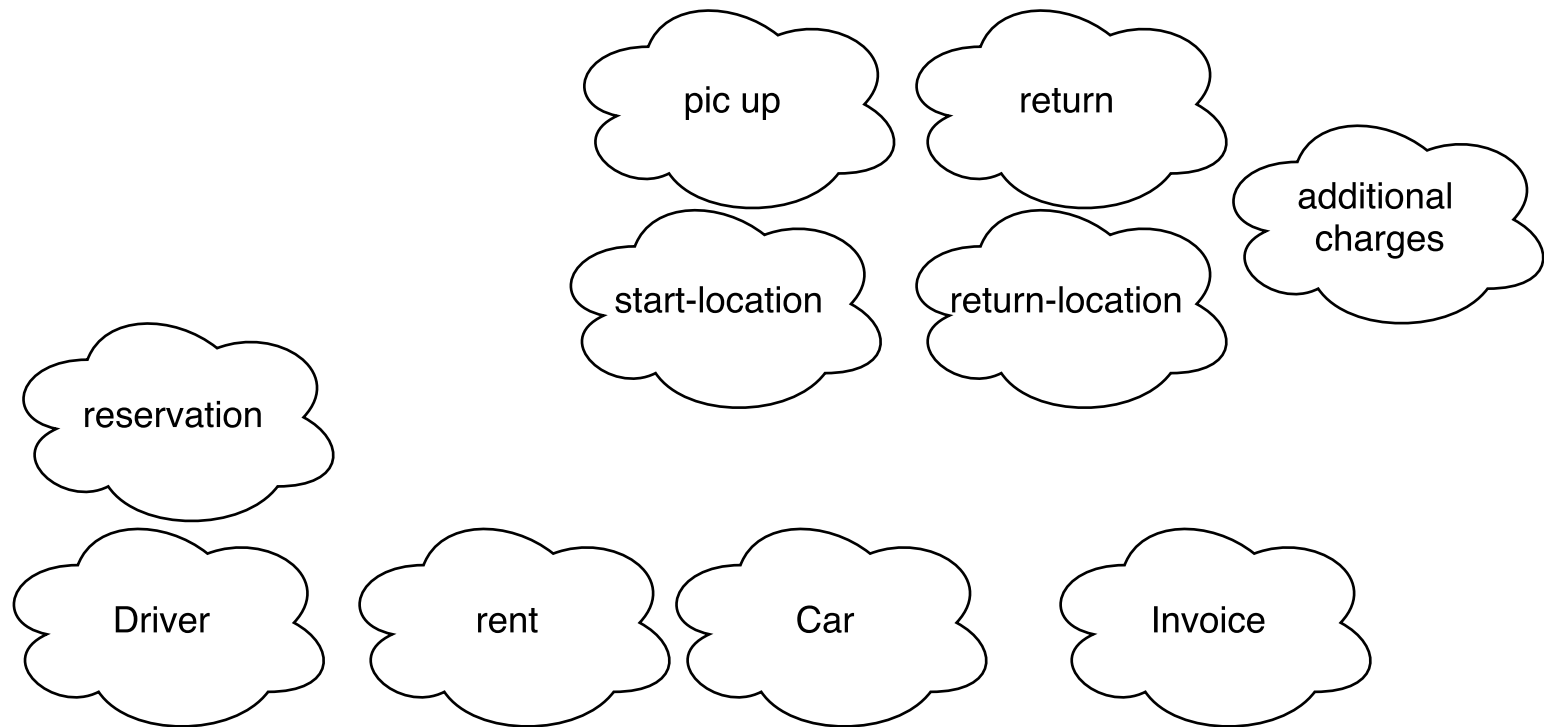 pic up
return
additional
charges
start-location
return-location
reservation
Driver
rent
Car
Invoice